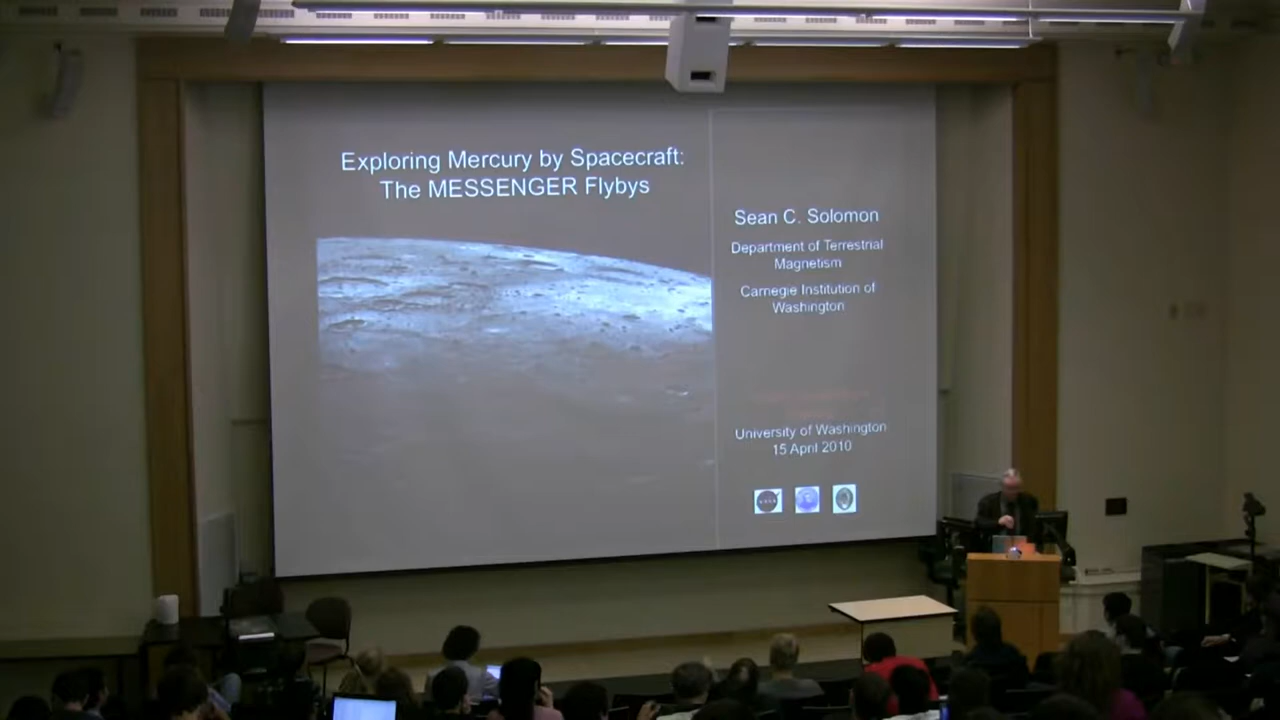 Exploring Mercury by Spacecraft:
The MESSENGER Flybys
Sean C. Solomon
Department of Terrestrial
Magnetism
Carnegie Institution of
Washington
University of Washington
15 April 2010